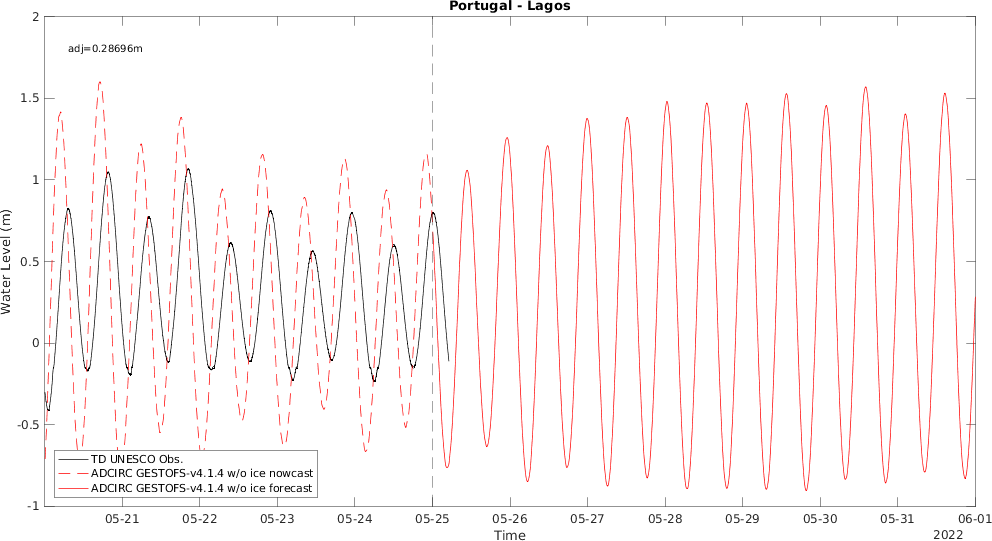 Portugal - Lagos
adj=0.28696m
Water Level (m)
2
1.5
1
0.5
0
-0.5
-1
TD UNESCO Obs.
ADCIRC GESTOFS-v4.1.4 w/o ice nowcast
ADCIRC GESTOFS-v4.1.4 w/o ice forecast
05-21 05-22 05-23 05-24 05-25 05-26 05-27 05-28 05-29 05-30 05-31 06-01
Time
2022